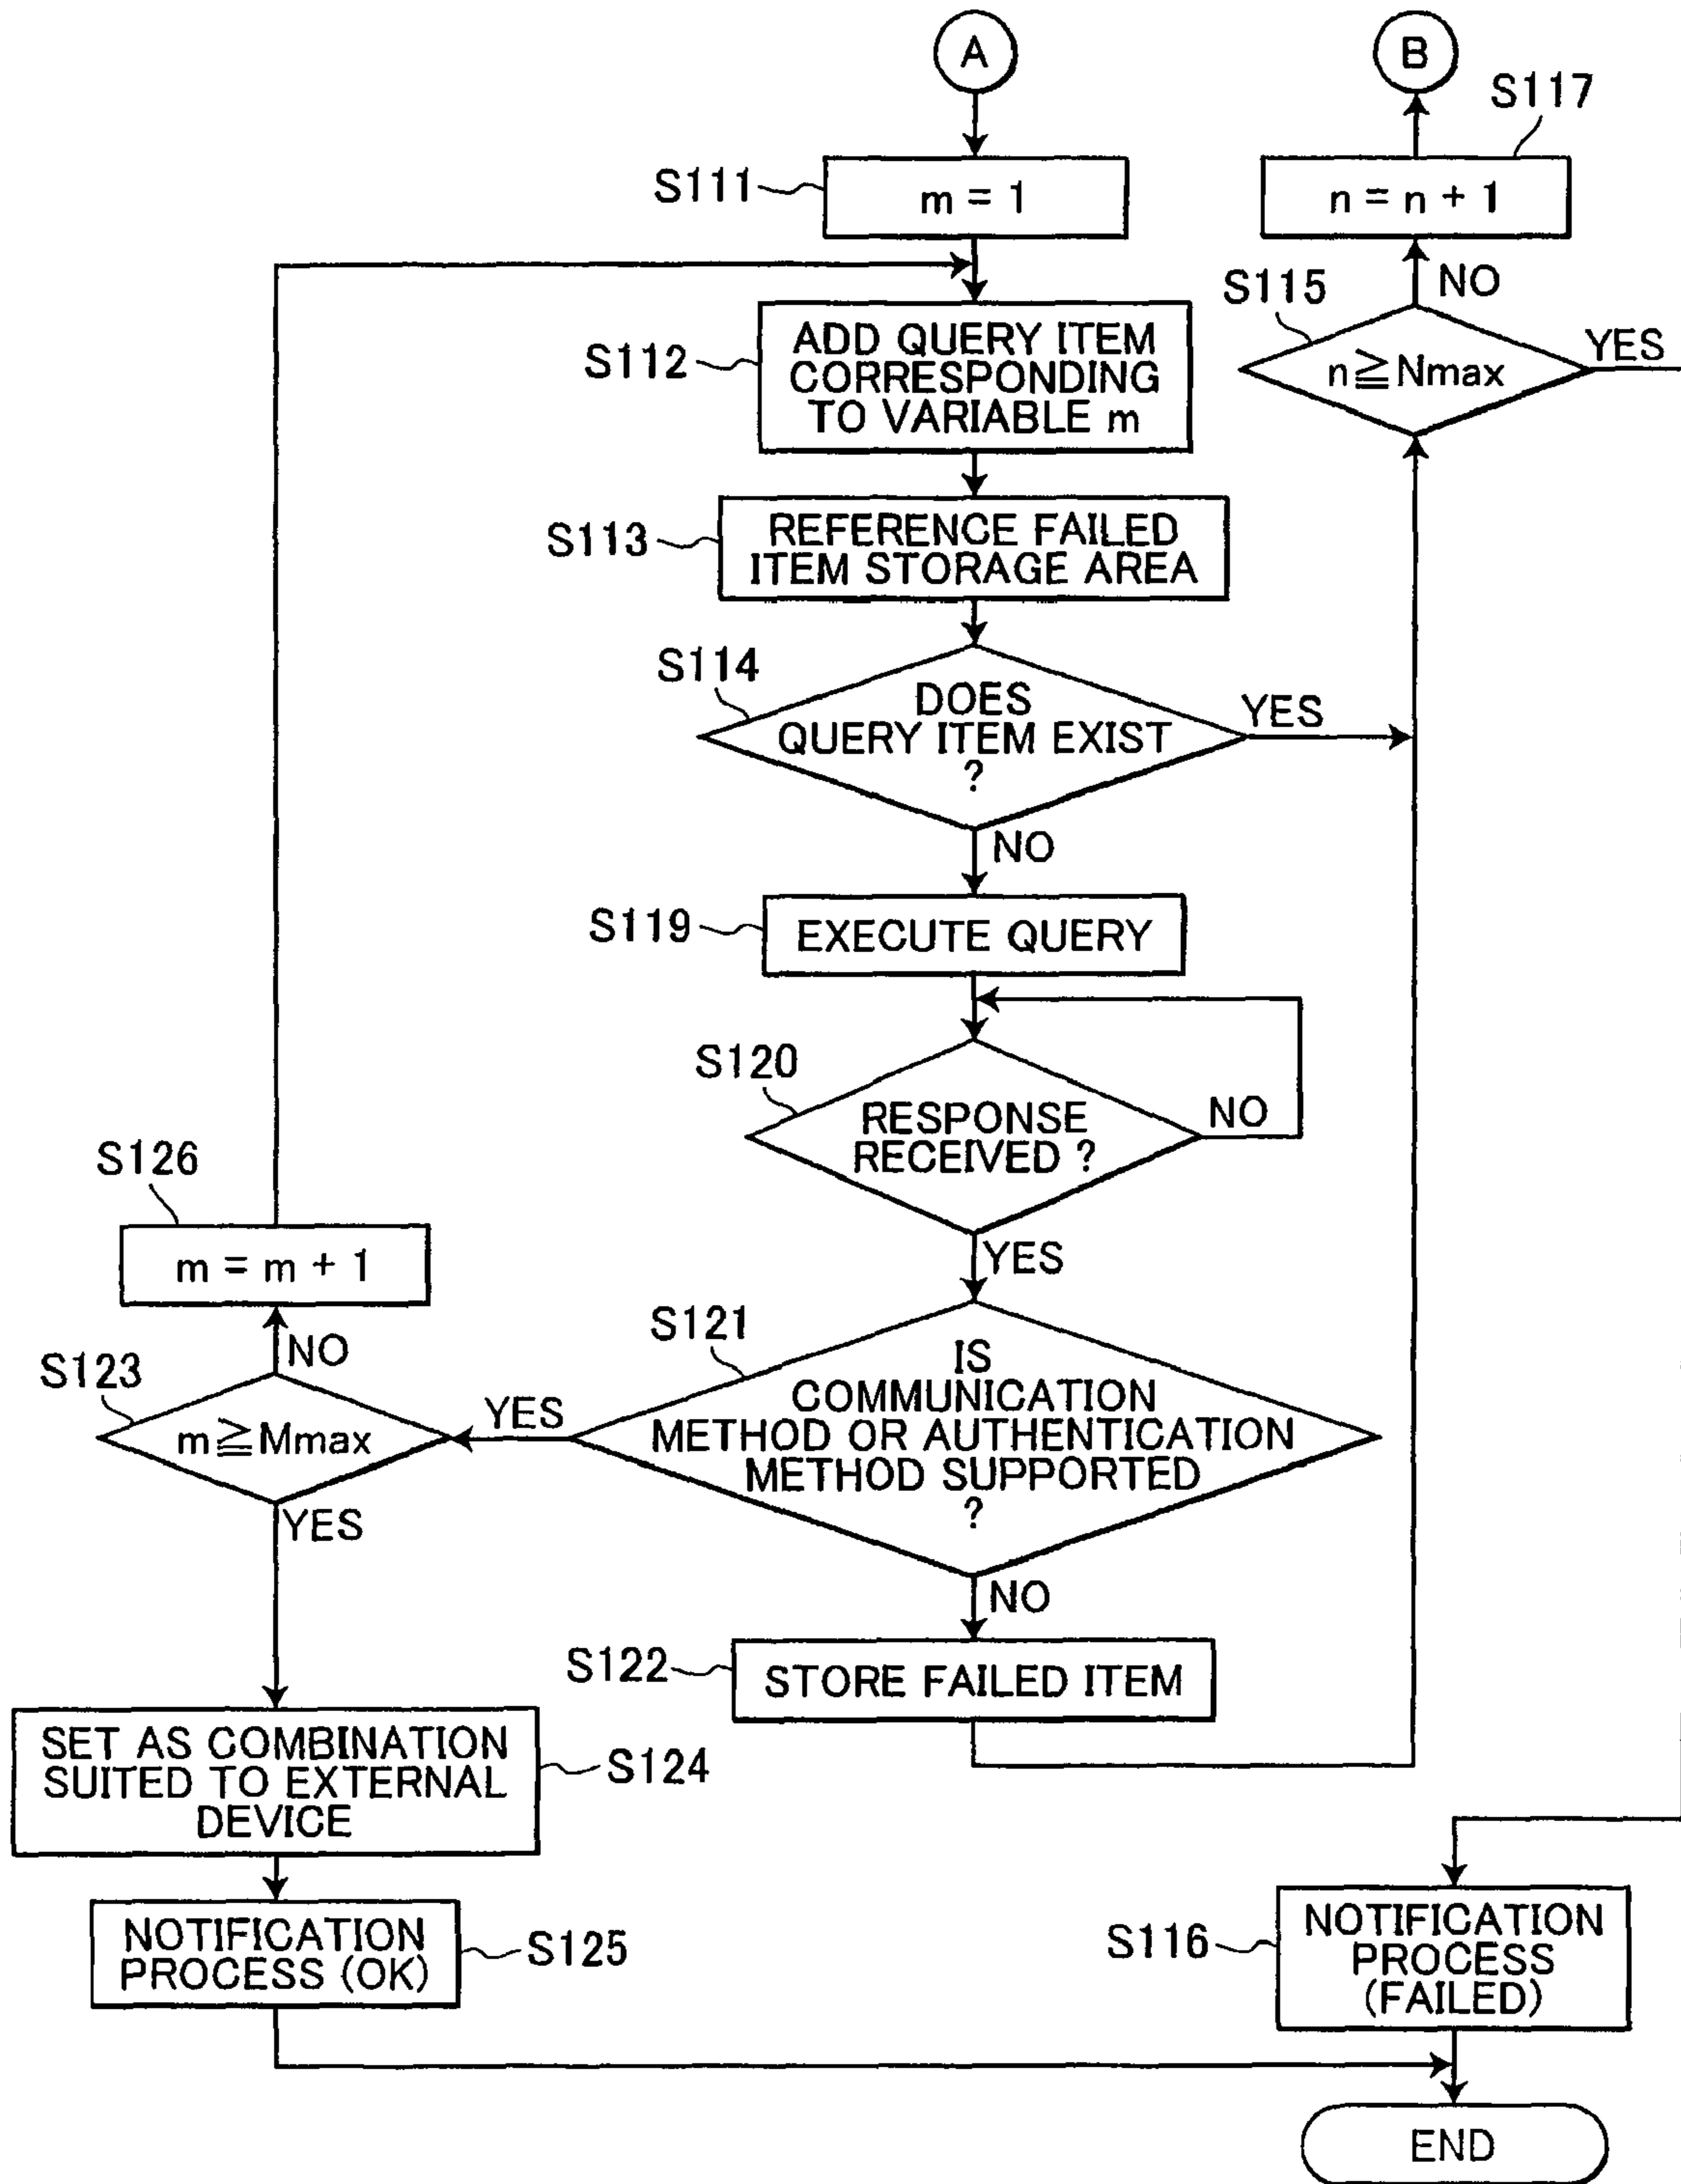 A
B
S117
S111
m = 1
n = n + 1
S115
NO
S112
ADD QUERY ITEM
CORRESPONDING
TO VARIABLE m
n≧Nmax
YES
S113
REFERENCE FAILED
ITEM STORAGE AREA
S114
DOES
QUERY ITEM EXIST
?
YES
NO
S119
EXECUTE QUERY
S120
RESPONSE
RECEIVED ?
NO
YES
S126
m = m + 1
S121
IS
COMMUNICATION
METHOD OR AUTHENTICATION
METHOD SUPPORTED
?
YES
NO
S123
NO
m≧Mmax
YES
S122
STORE FAILED ITEM
SET AS COMBINATION
SUITED TO EXTERNAL
DEVICE
S124
NOTIFICATION
PROCESS (OK)
S125
S116
NOTIFICATION
PROCESS
(FAILED)
END